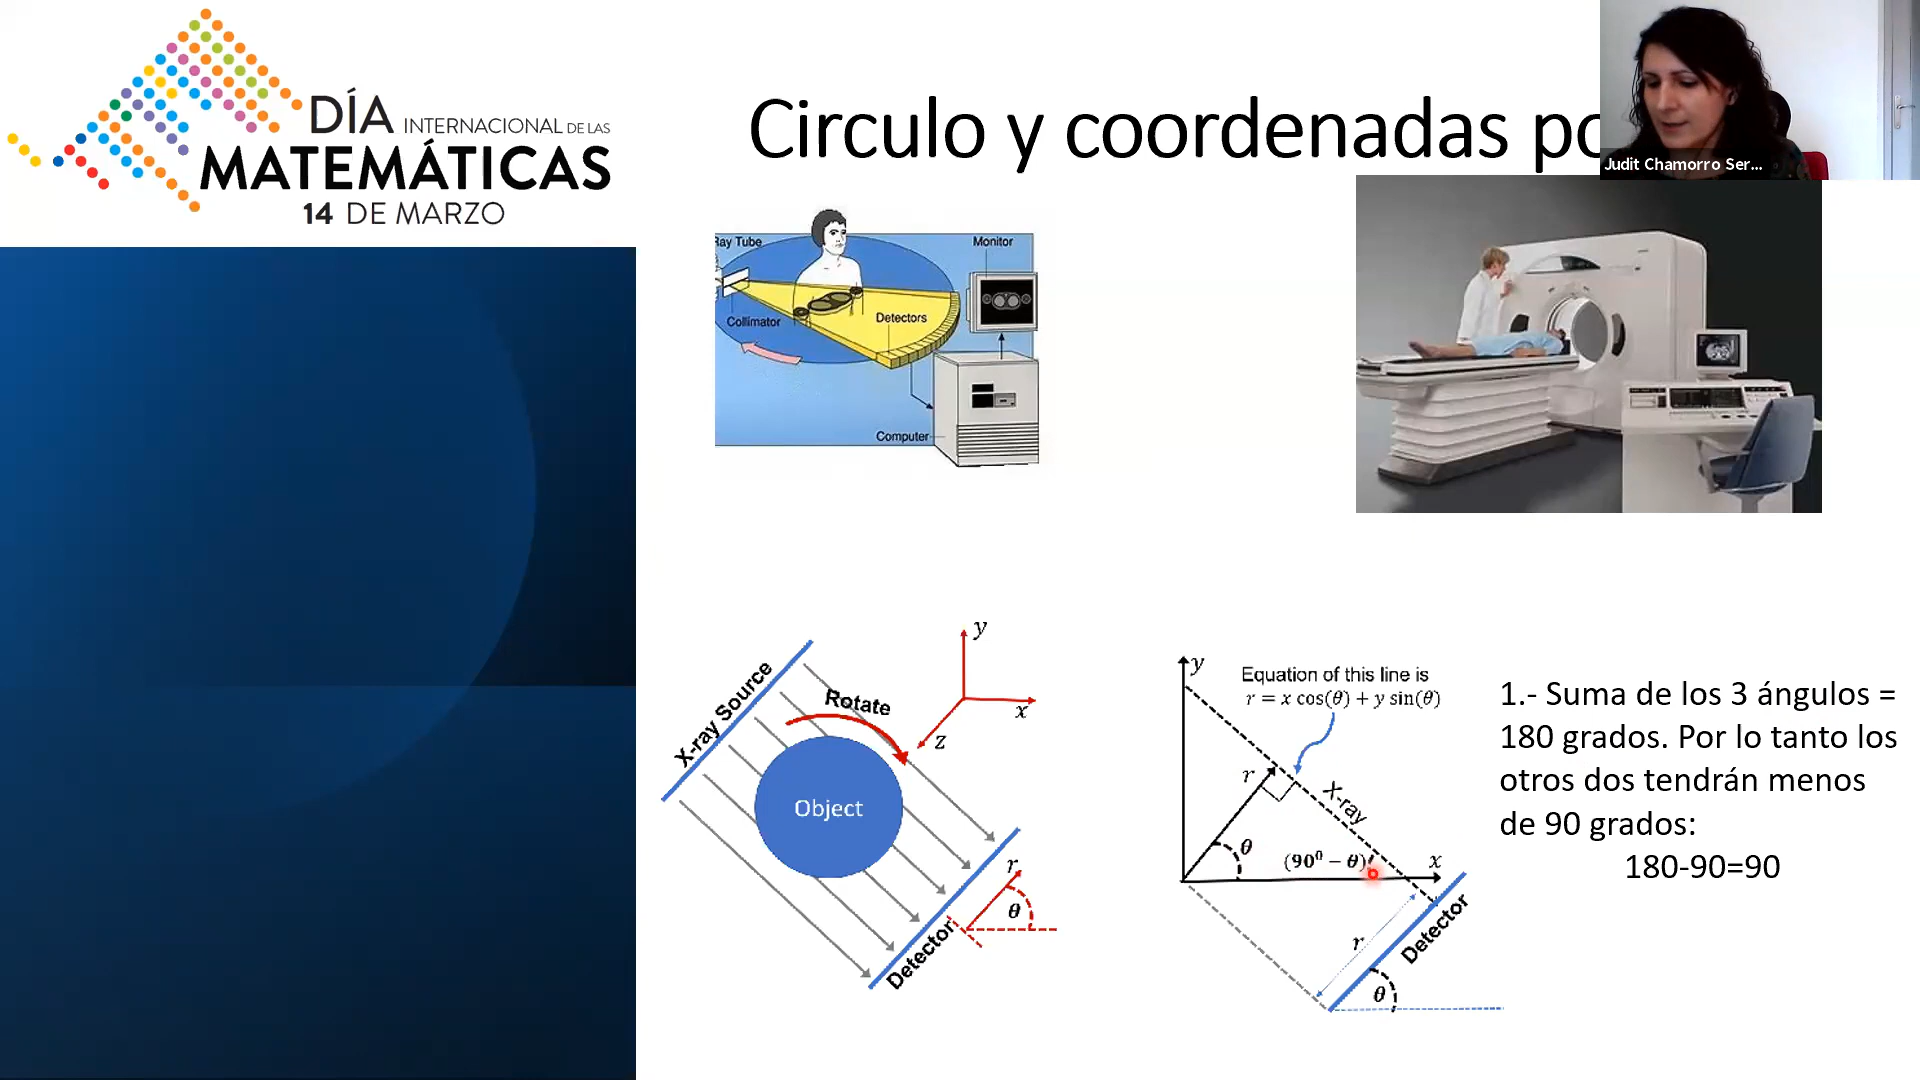 DÍA INTERNACIONAL DE LAS
MATEMÁTICAS
14 DE MARZO
Circulo y coordenadas po
Judit Chamorro Ser...
Ray Tube
Monitor
Collimator
Detectors
Computer
X-ray Source
Rotate
Object
Detector
y
x
z
r
θ
y
Equation of this line is
r = x cos(θ) + y sin(θ)
r
X-ray
θ
(90⁰ − θ)
x
r
Detector
θ
1.- Suma de los 3 ángulos =
180 grados. Por lo tanto los
otros dos tendrán menos
de 90 grados:
180-90=90